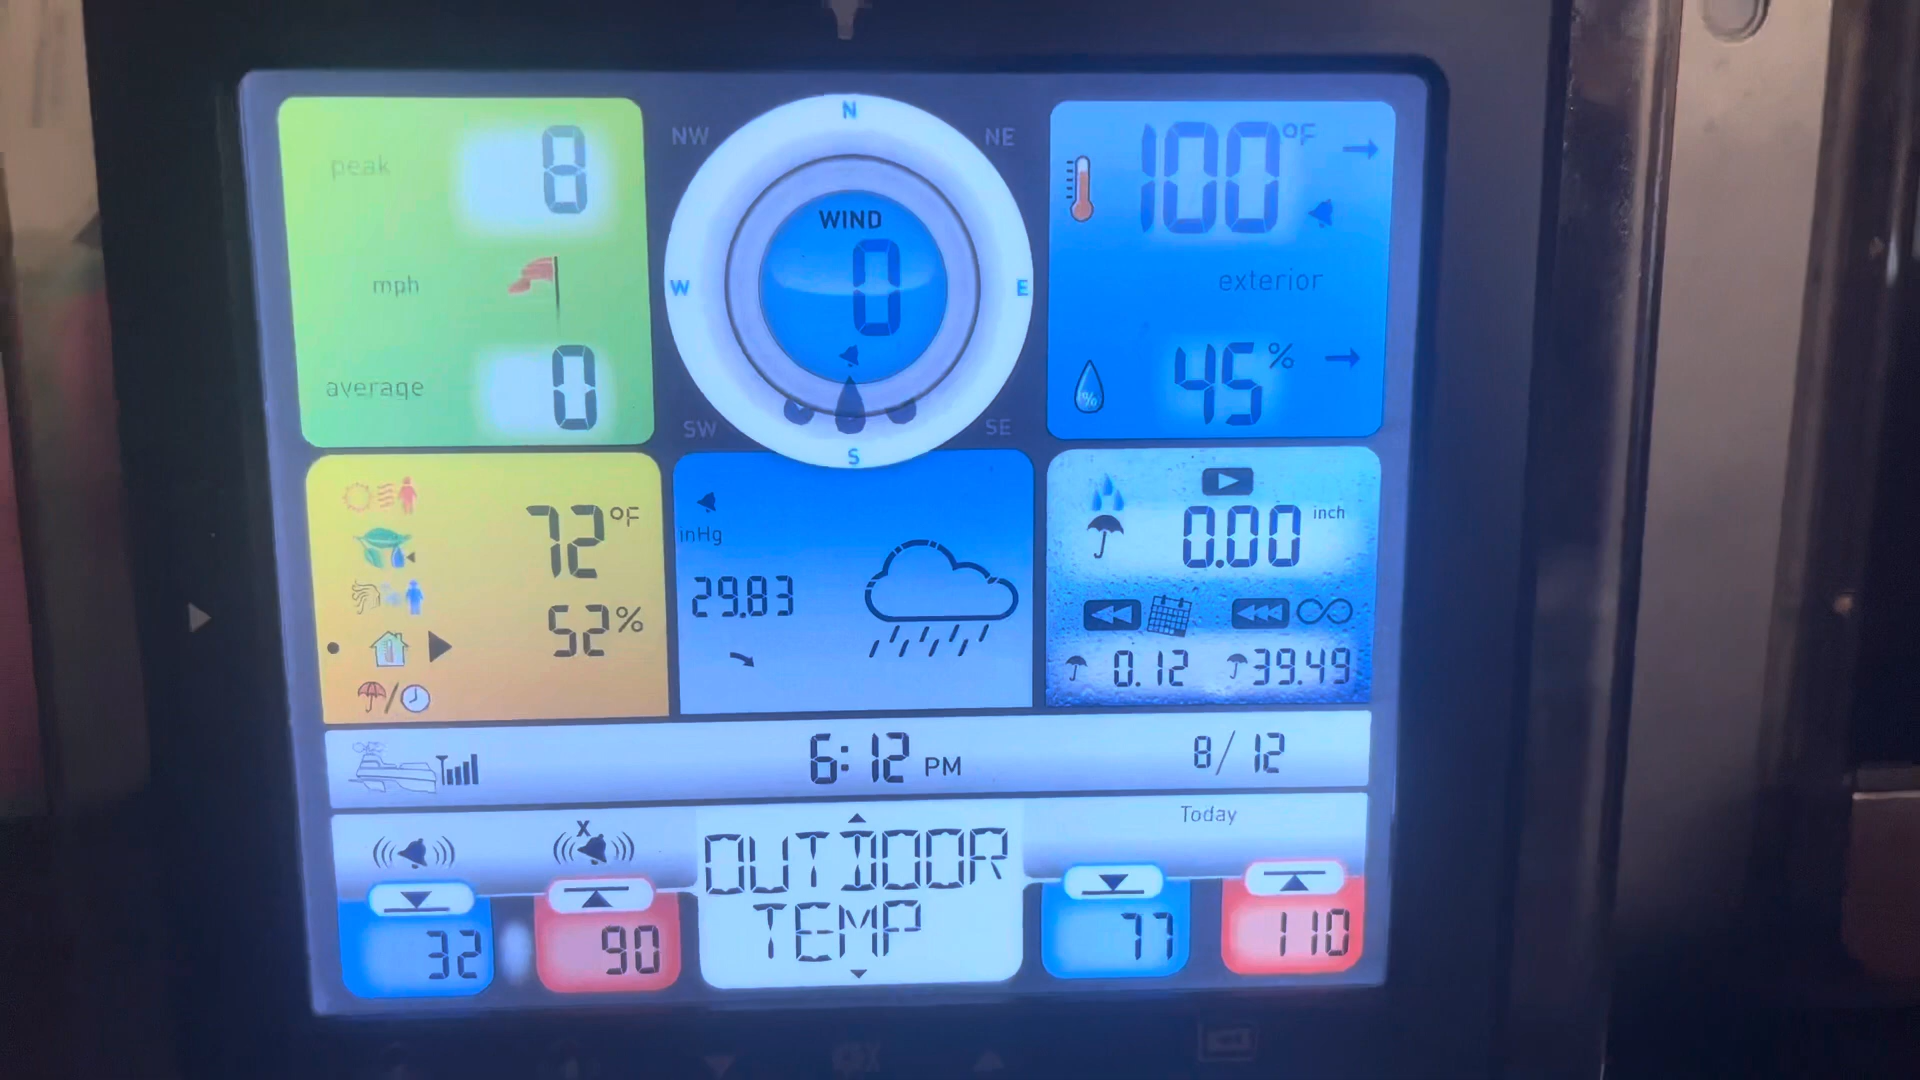 peak 8
mph
average 0
N
NW NE
W E
SW SE
S
WIND
0
100 °F
exterior
45 %
72 °F
52 %
inHg
29.83
0.00 inch
0.12 39.49
6:12 PM 8/12
Today
OUTDOOR
TEMP
32 90 77 110